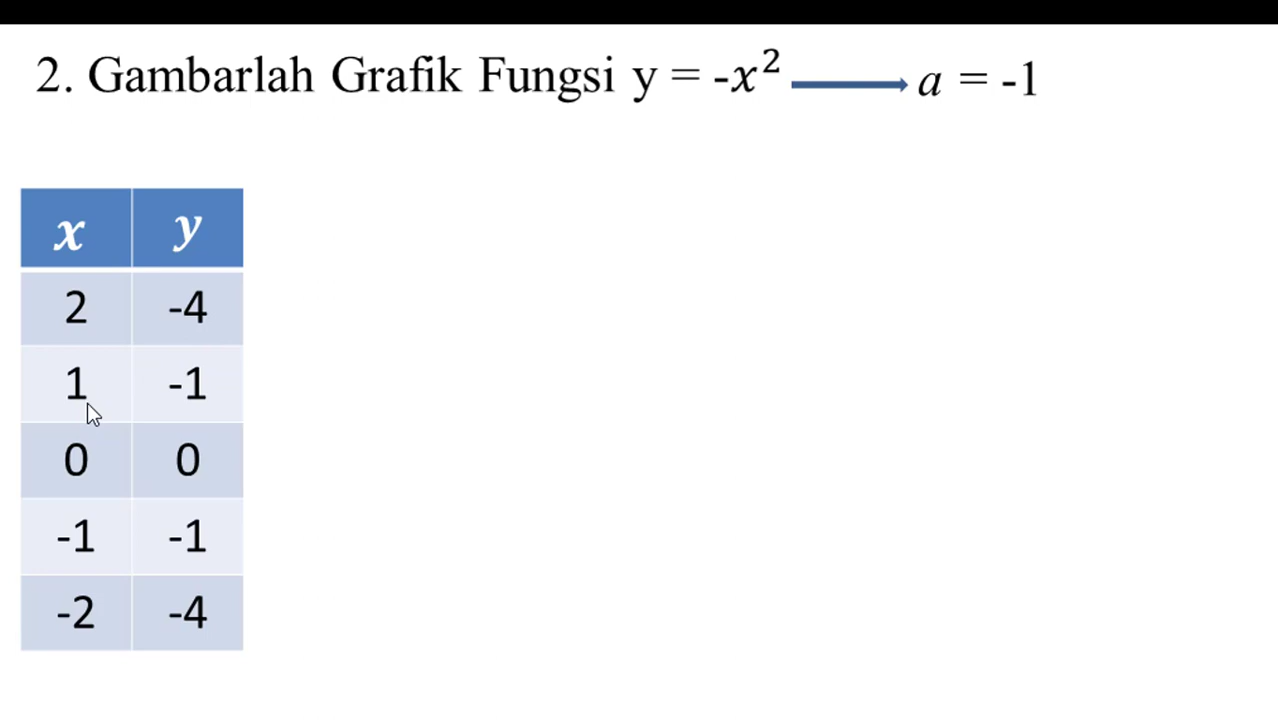 2. Gambarlah Grafik Fungsi y = -x² ⟶ a = -1
x y
2 -4
1 -1
0 0
-1 -1
-2 -4